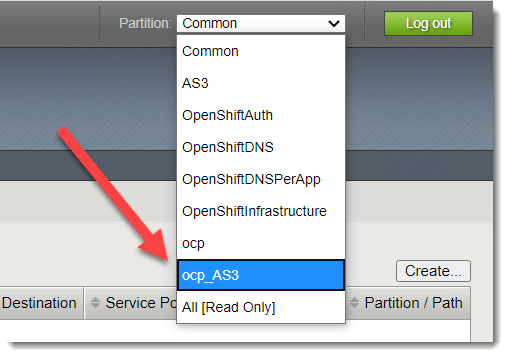 Partition: Common
Log out
Common
AS3
OpenShiftAuth
OpenShiftDNS
OpenShiftDNSPerApp
OpenShiftInfrastructure
ocp
ocp_AS3
All [Read Only]
Create...
Destination
Service Po
Partition / Path